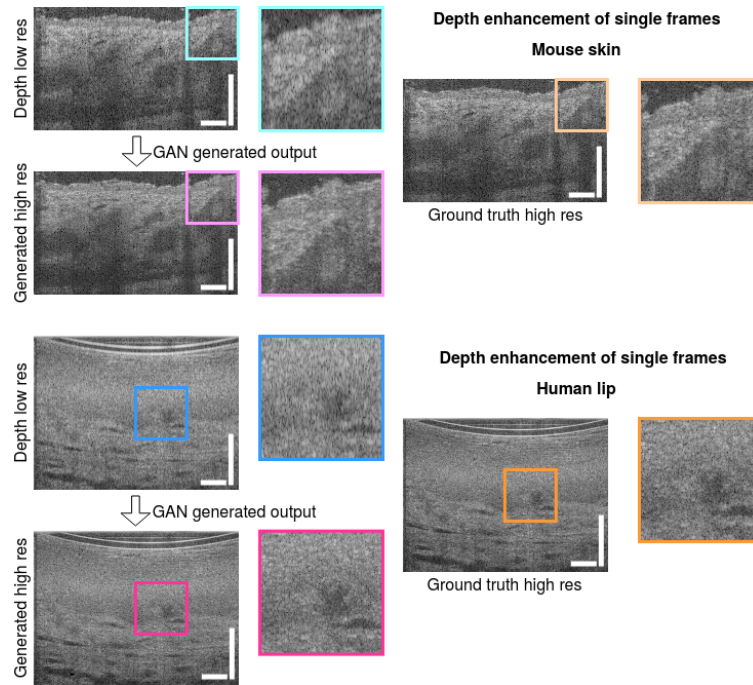 Depth low res
GAN generated output
Generated high res
Depth enhancement of single frames
Mouse skin
Ground truth high res
Depth low res
GAN generated output
Generated high res
Depth enhancement of single frames
Human lip
Ground truth high res